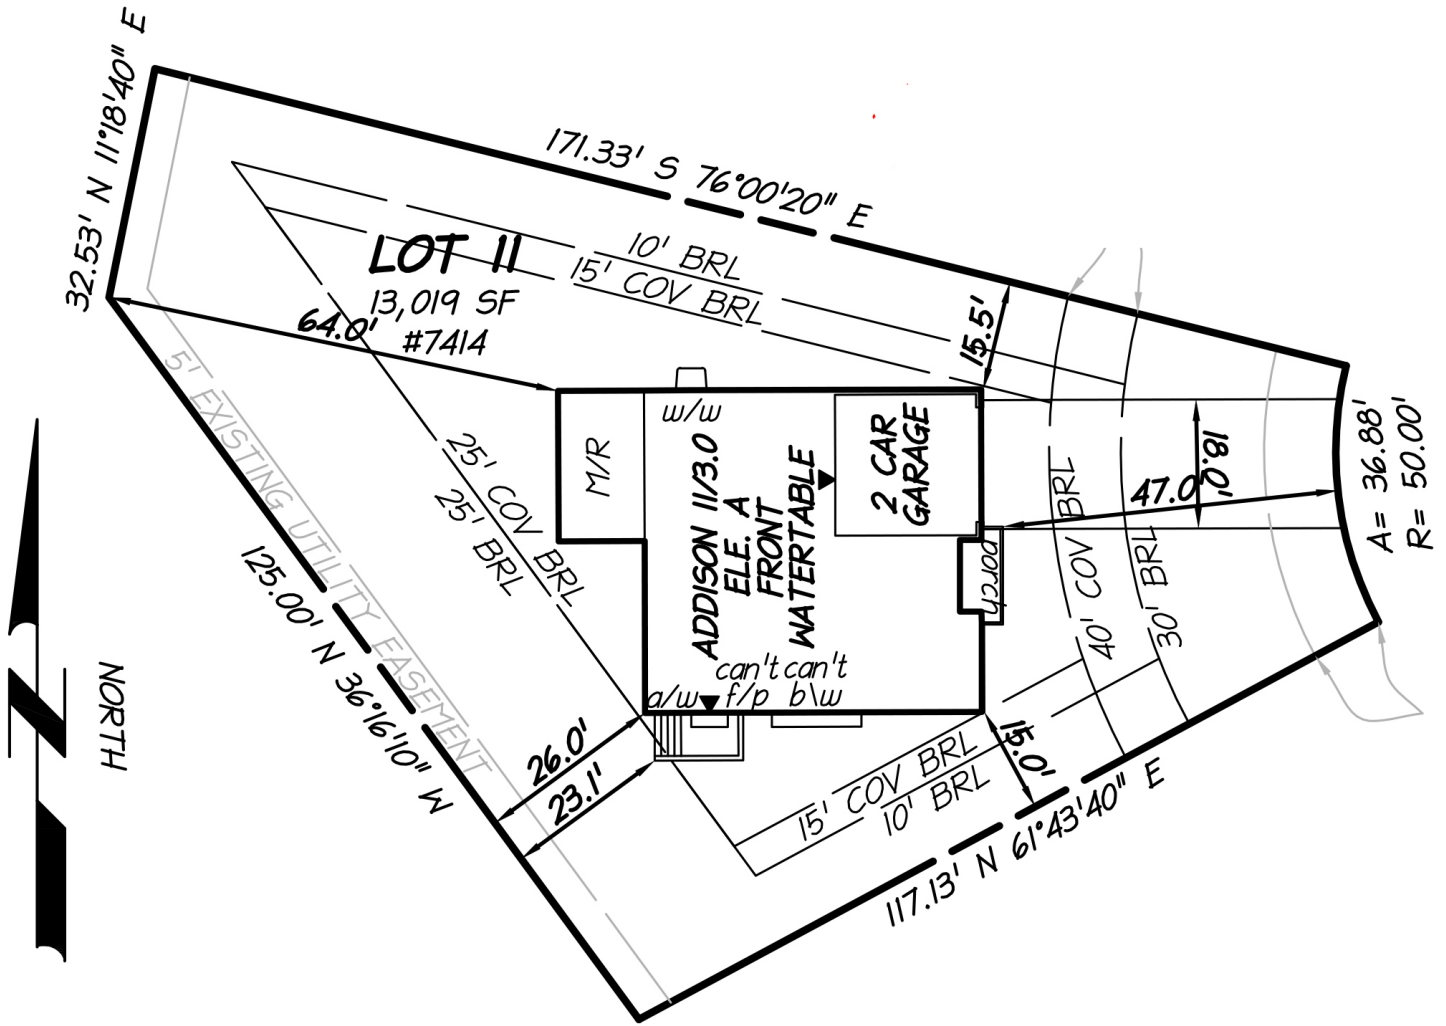 32.53' N 11°18'40" E
171.33' S 76°00'20" E
10' BRL
15' COV BRL
LOT 11
13,019 SF
#7414
64.0'
15.5'
A= 36.88'
R= 50.00'
5' EXISTING UTILITY EASEMENT
25' COV BRL
25' BRL
w/w
M/R
ADDISON 11/3.0
ELE. A
FRONT
WATERTABLE
2 CAR
GARAGE
18.0'
47.0'
porch
40' COV BRL
30' BRL
can't can't
a/w f/p b\w
125.00' N 36°16'10" W
26.0'
23.1'
15' COV BRL
10' BRL
15.0'
117.13' N 61°43'40" E
NORTH